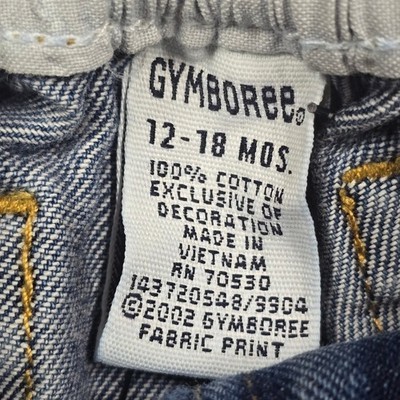 GYMBOREE®
12-18 MOS.
100% COTTON
EXCLUSIVE OF
DECORATION
MADE IN
VIETNAM
RN 70530
143720548/9904
©2002 GYMBOREE
FABRIC PRINT